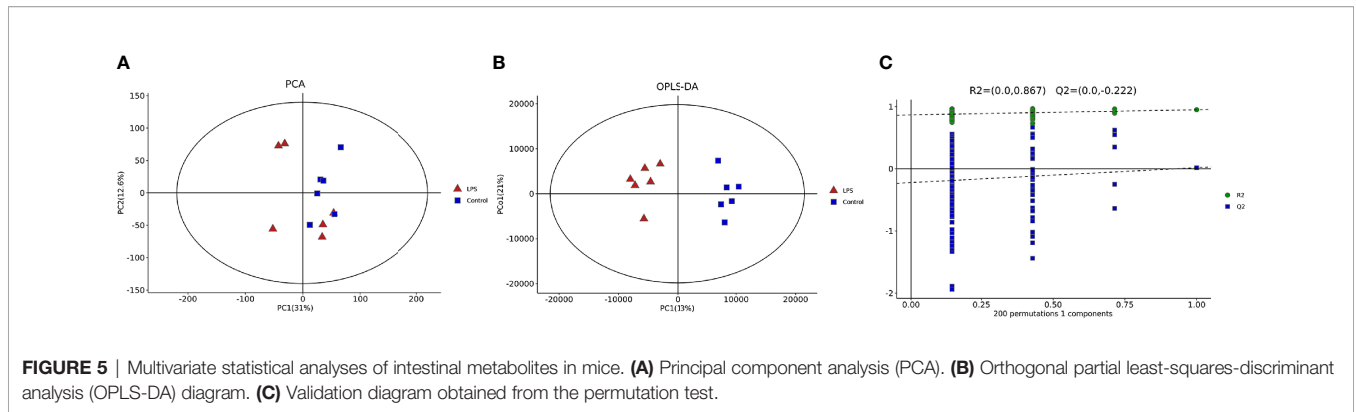 A
PCA
150
100
50
0
-50
-100
-150
PC2(12.6%)
-200
-100
0
100
200
PC1(31%)
LPS
Control
B
OPLS-DA
20000
10000
0
-10000
-20000
PCo1(21%)
-20000
-10000
0
10000
20000
PC1(13%)
LPS
Control
C
R2=(0.0,0.867) Q2=(0.0,-0.222)
1
0
-1
-2
0.00
0.25
0.50
0.75
1.00
200 permutations 1 components
R2
Q2
FIGURE 5 | Multivariate statistical analyses of intestinal metabolites in mice. (A) Principal component analysis (PCA). (B) Orthogonal partial least-squares-discriminant
analysis (OPLS-DA) diagram. (C) Validation diagram obtained from the permutation test.